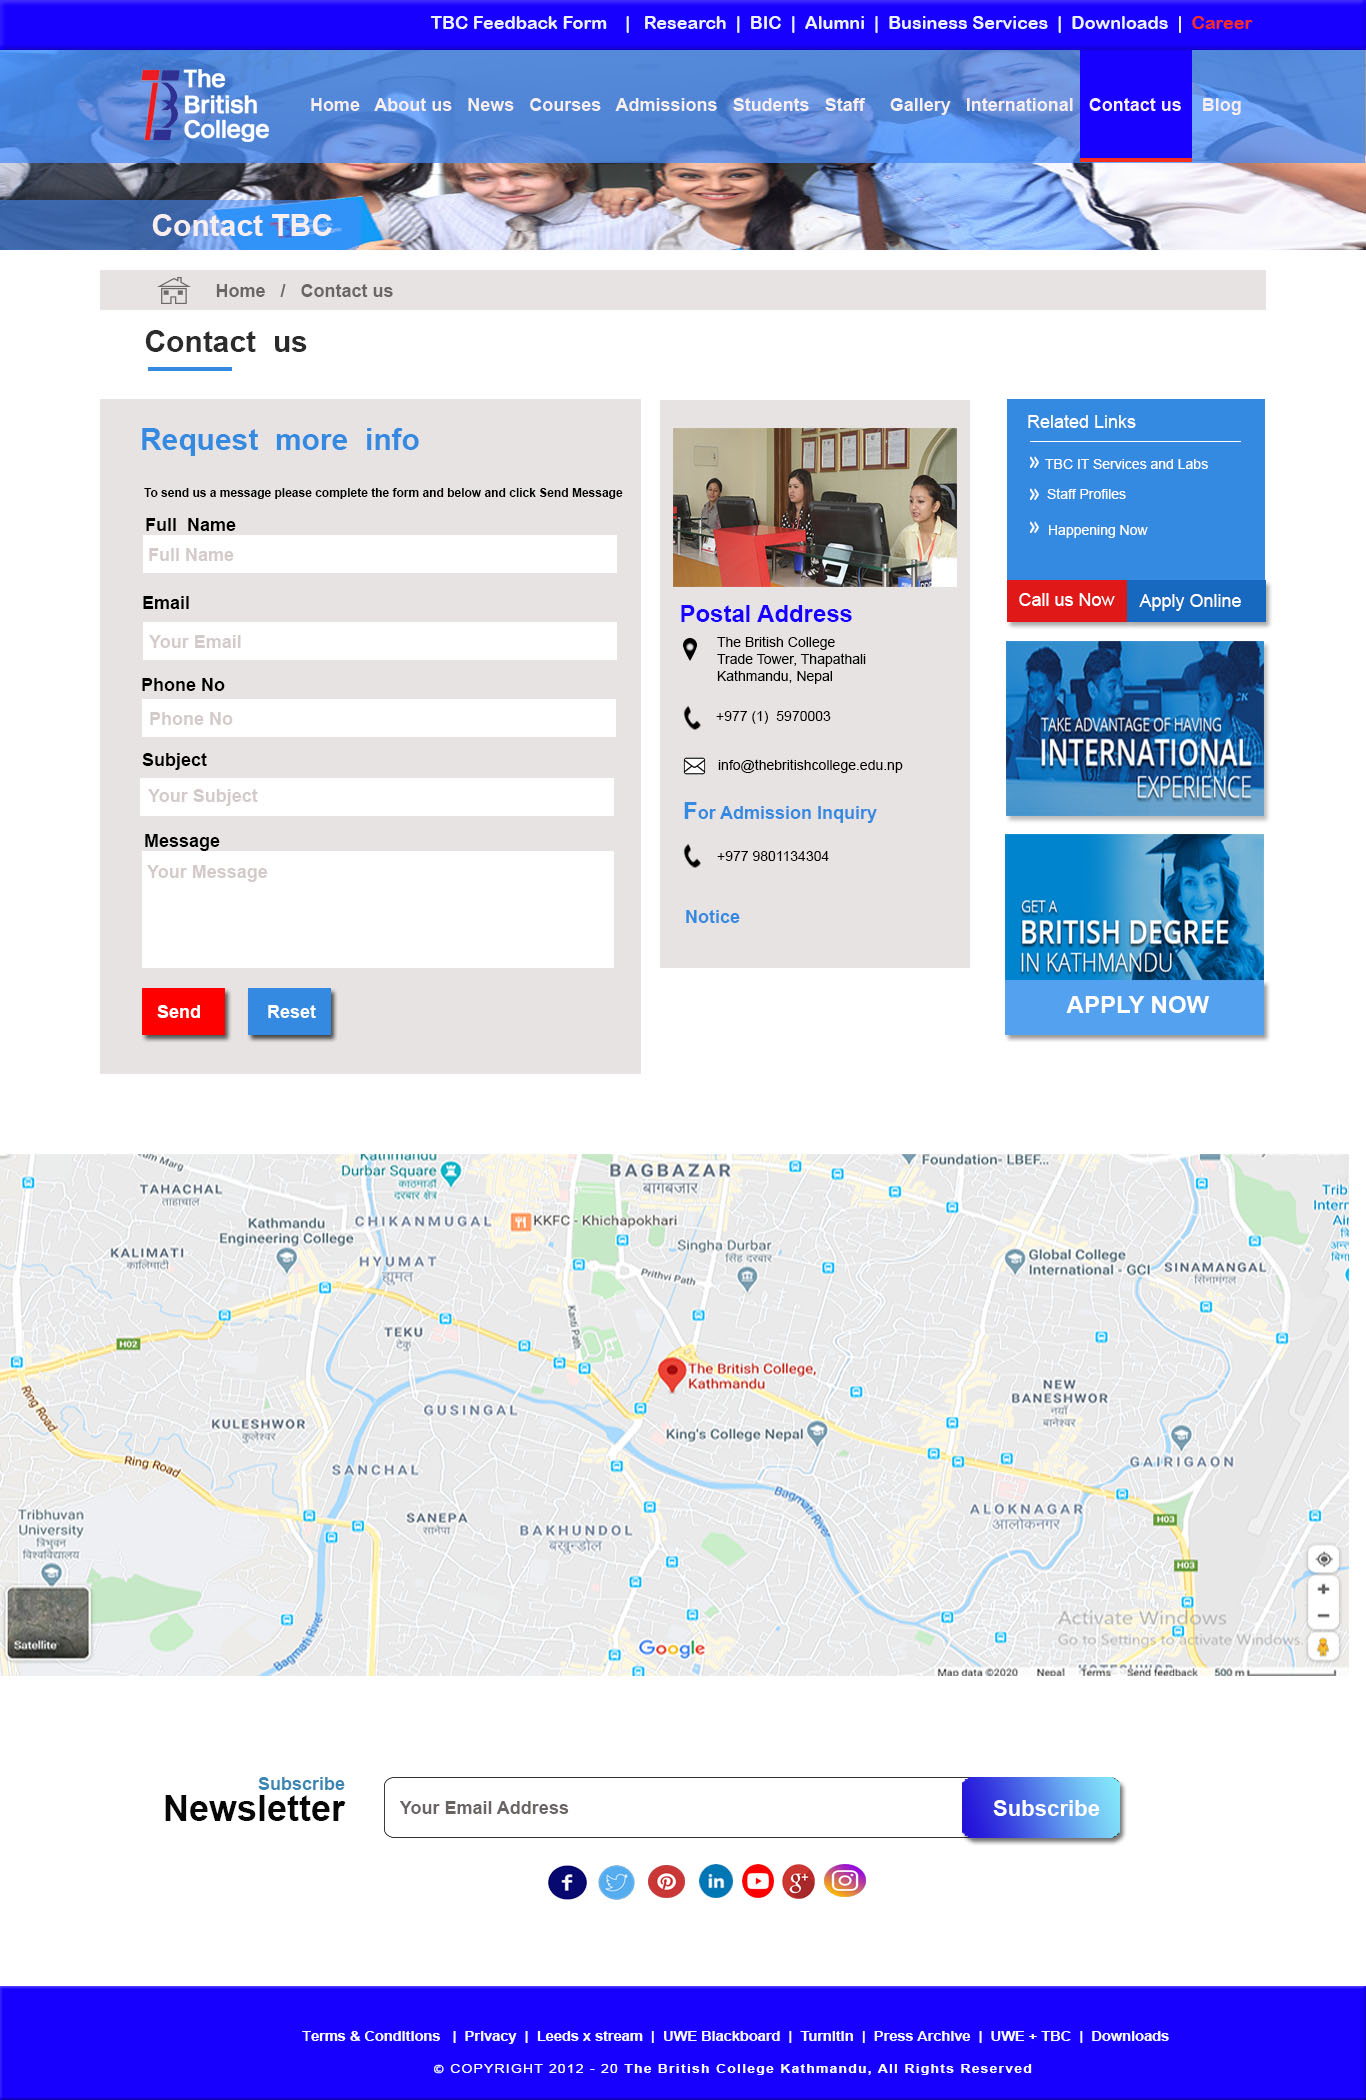 TBC Feedback Form | Research | BIC | Alumni | Business Services | Downloads | Career
The
British
College
Home About us News Courses Admissions Students Staff Gallery International Contact us Blog
Contact TBC
Home / Contact us
Contact us
Request more info
To send us a message please complete the form and below and click Send Message
Full Name
Full Name
Email
Your Email
Phone No
Phone No
Subject
Your Subject
Message
Your Message
Send
Reset
Postal Address
The British College
Trade Tower, Thapathali
Kathmandu, Nepal
+977 (1) 5970003
info@thebritishcollege.edu.np
For Admission Inquiry
+977 9801134304
Notice
Related Links
TBC IT Services and Labs
Staff Profiles
Happening Now
Call us Now
Apply Online
TAKE ADVANTAGE OF HAVING
INTERNATIONAL
EXPERIENCE
GET A
BRITISH DEGREE
IN KATHMANDU
APPLY NOW
Kathmandu
Durbar Square
काठमाडौं
दरबार क्षेत्र
Marg
BAGBAZAR
बागबजार
Foundation- LBEF...
TAHACHAL
ताहाचाल
Kathmandu
Engineering College
CHIKANMUGAL
KKFC - Khichapokhari
KALIMATI
कालिमाटी
HYUMAT
ह्युमत
Singha Durbar
सिंह दरबार
Prithvi Path
Global College
International - GCI
SINAMANGAL
सिनामंगल
Kanti Path
TEKU
टेकु
H02
The British College,
Kathmandu
NEW
BANESHWOR
नयाँ
बानेश्वर
Ring Road
KULESHWOR
कुलेश्वर
GUSINGAL
King's College Nepal
GAIRIGAON
Ring Road
SANCHAL
Bagmati River
Tribhuvan
University
त्रिभुवन
विश्वविद्यालय
SANEPA
सानेपा
BAKHUNDOL
बखुन्डोल
ALOKNAGAR
आलोकनगर
H03
H03
Bagmati River
Satellite
Google
Activate Windows
Go to Settings to activate Windows.
Map data ©2020 Nepal Terms Send feedback 500 m
Subscribe
Newsletter
Your Email Address
Subscribe
Terms & Conditions | Privacy | Leeds x stream | UWE Blackboard | Turnitin | Press Archive | UWE + TBC | Downloads
© COPYRIGHT 2012 - 20 The British College Kathmandu, All Rights Reserved